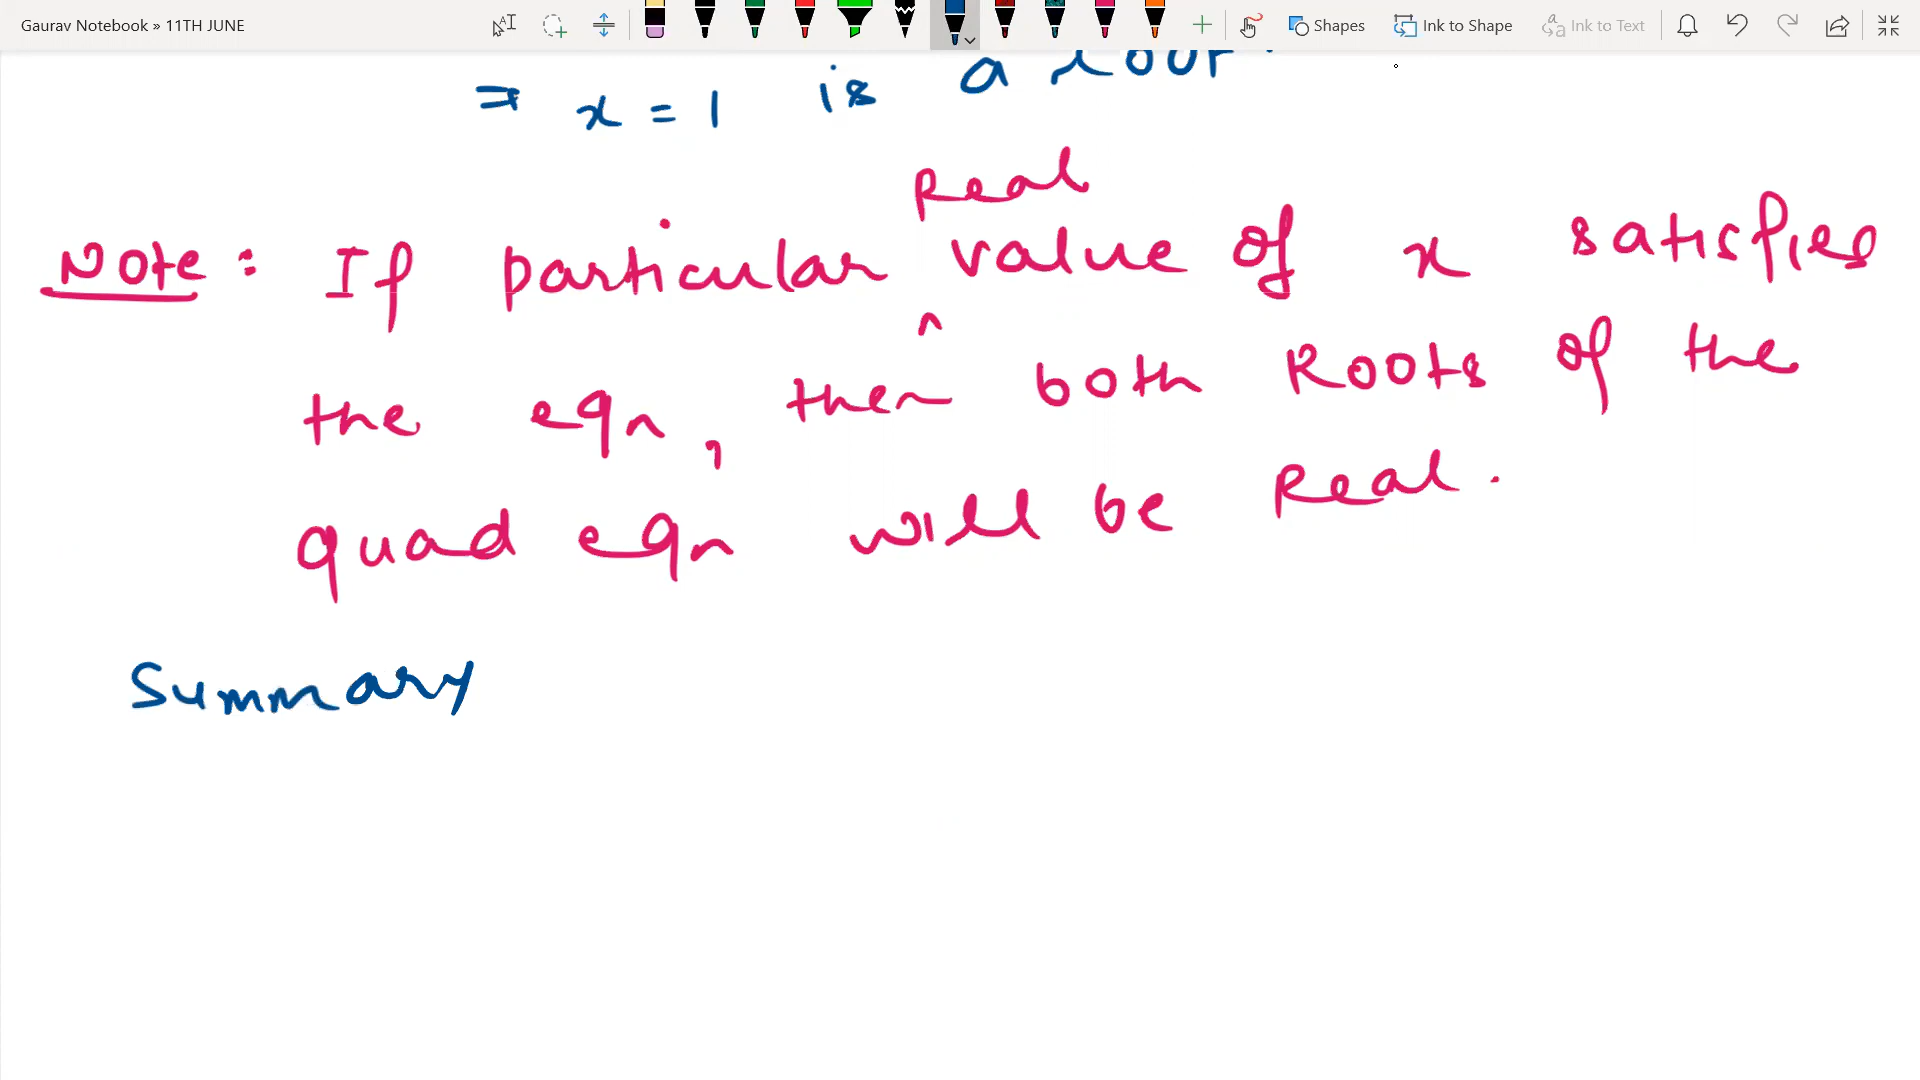 Gaurav Notebook » 11TH JUNE
Shapes
Ink to Shape
Ink to Text
⇒ x = 1 is a root.
Real
Note: If particular value of x satisfies
the eqn, then both Roots of the
quad eqn will be Real.
Summary